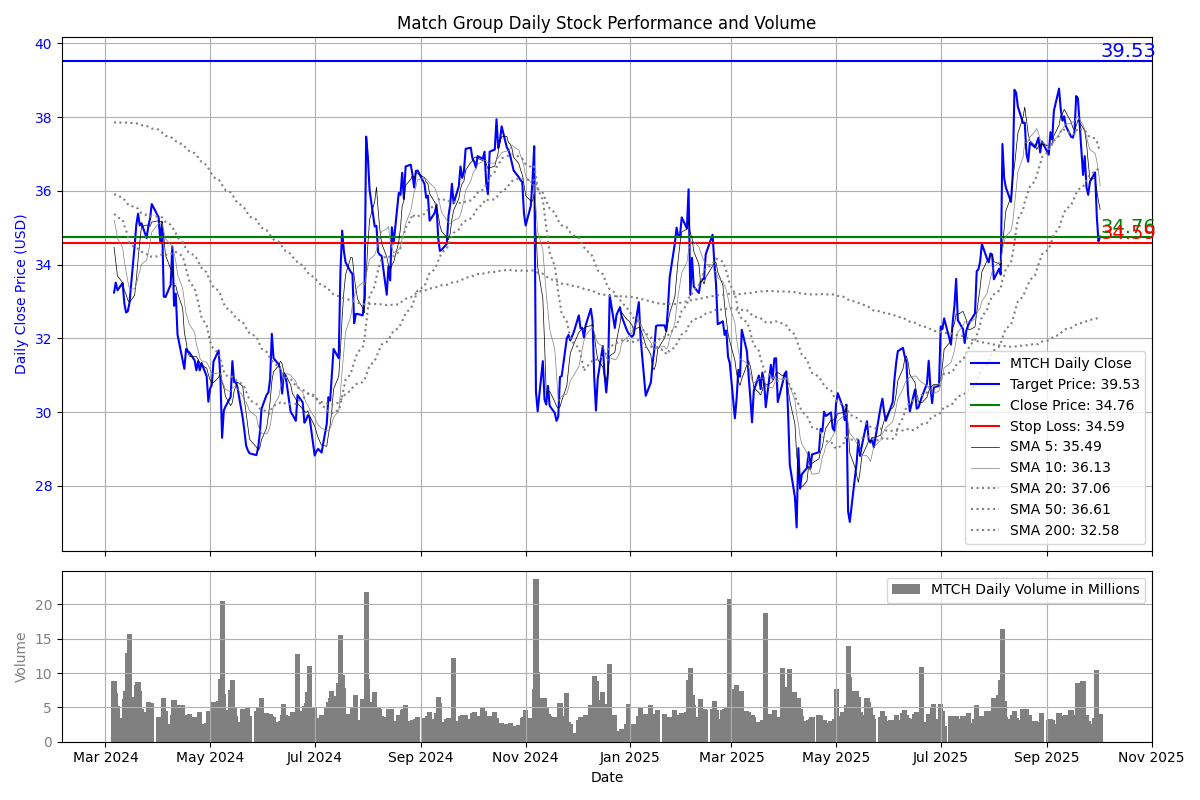 Match Group Daily Stock Performance and Volume
40
38
36
34
32
30
28
Daily Close Price (USD)
39.53
34.76
34.59
MTCH Daily Close
Target Price: 39.53
Close Price: 34.76
Stop Loss: 34.59
SMA 5: 35.49
SMA 10: 36.13
SMA 20: 37.06
SMA 50: 36.61
SMA 200: 32.58
20
15
10
5
0
Volume
MTCH Daily Volume in Millions
Mar 2024 May 2024 Jul 2024 Sep 2024 Nov 2024 Jan 2025 Mar 2025 May 2025 Jul 2025 Sep 2025 Nov 2025
Date